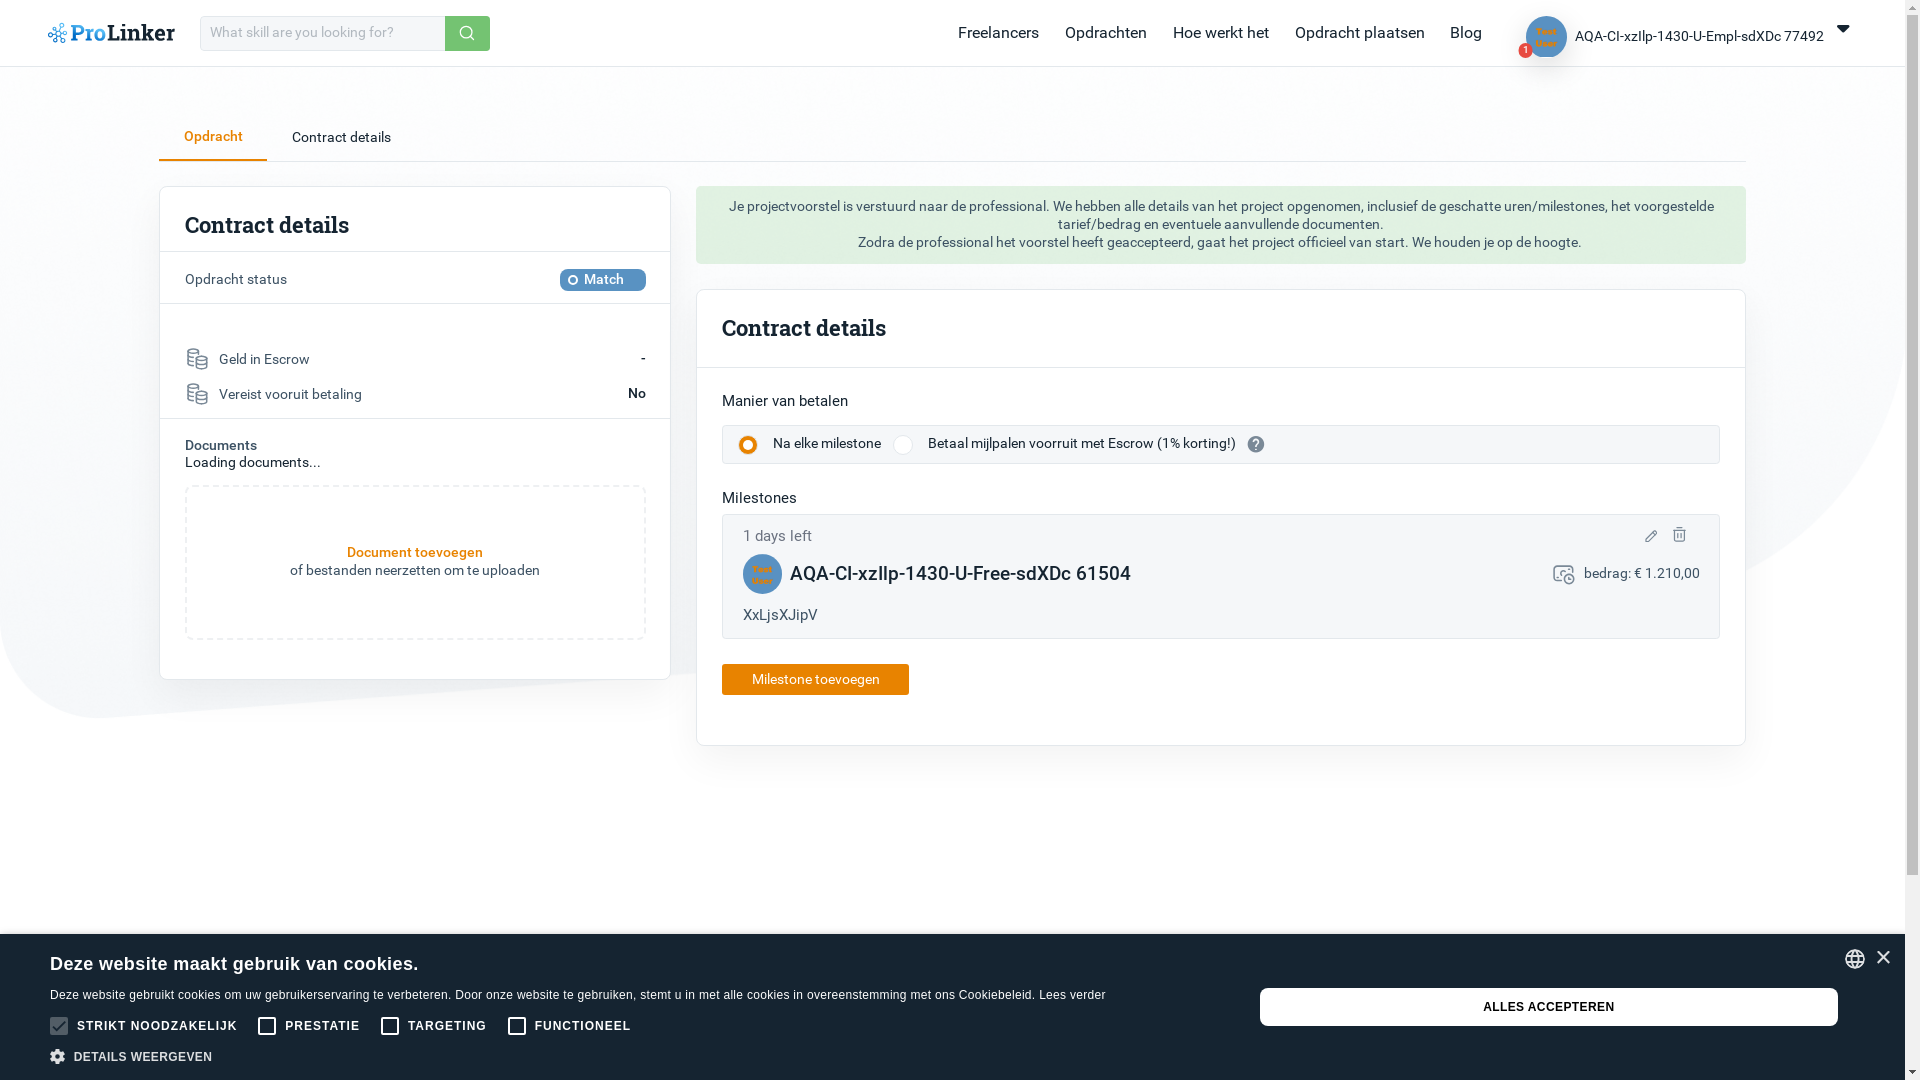 ProLinker
What skill are you looking for?
Freelancers
Opdrachten
Hoe werkt het
Opdracht plaatsen
Blog
Test
User
1
AQA-CI-xzIlp-1430-U-Empl-sdXDc 77492
Opdracht
Contract details
Contract details
Opdracht status
Match
Geld in Escrow
-
Vereist vooruit betaling
No
Documents
Loading documents...
Document toevoegen
of bestanden neerzetten om te uploaden
Je projectvoorstel is verstuurd naar de professional. We hebben alle details van het project opgenomen, inclusief de geschatte uren/milestones, het voorgestelde
tarief/bedrag en eventuele aanvullende documenten.
Zodra de professional het voorstel heeft geaccepteerd, gaat het project officieel van start. We houden je op de hoogte.
Contract details
Manier van betalen
Na elke milestone
Betaal mijlpalen voorruit met Escrow (1% korting!)
?
Milestones
1 days left
Test
User
AQA-CI-xzIlp-1430-U-Free-sdXDc 61504
bedrag: € 1.210,00
XxLjsXJipV
Milestone toevoegen
Deze website maakt gebruik van cookies.
Deze website gebruikt cookies om uw gebruikerservaring te verbeteren. Door onze website te gebruiken, stemt u in met alle cookies in overeenstemming met ons Cookiebeleid. Lees verder
STRIKT NOODZAKELIJK
PRESTATIE
TARGETING
FUNCTIONEEL
DETAILS WEERGEVEN
ALLES ACCEPTEREN